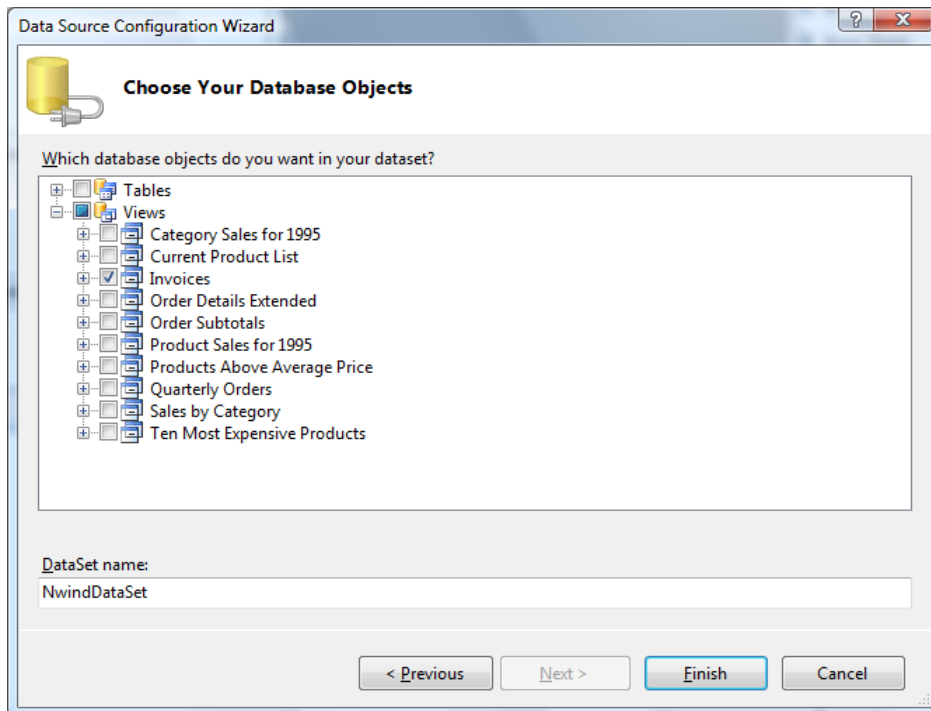 Data Source Configuration Wizard
?
Choose Your Database Objects
Which database objects do you want in your dataset?
Tables
Views
Category Sales for 1995
Current Product List
Invoices
Order Details Extended
Order Subtotals
Product Sales for 1995
Products Above Average Price
Quarterly Orders
Sales by Category
Ten Most Expensive Products
DataSet name:
NwindDataSet
< Previous Next > Finish Cancel